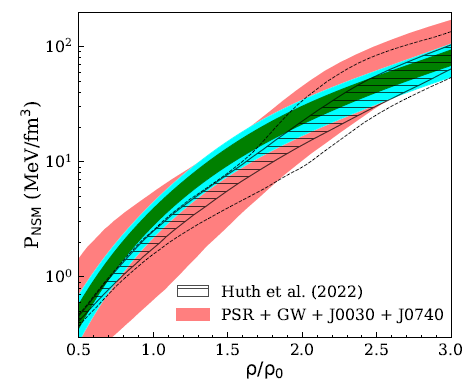 P_NSM (MeV/fm³)
10²
10¹
10⁰
Huth et al. (2022)
PSR + GW + J0030 + J0740
0.5 1.0 1.5 2.0 2.5 3.0
ρ/ρ₀